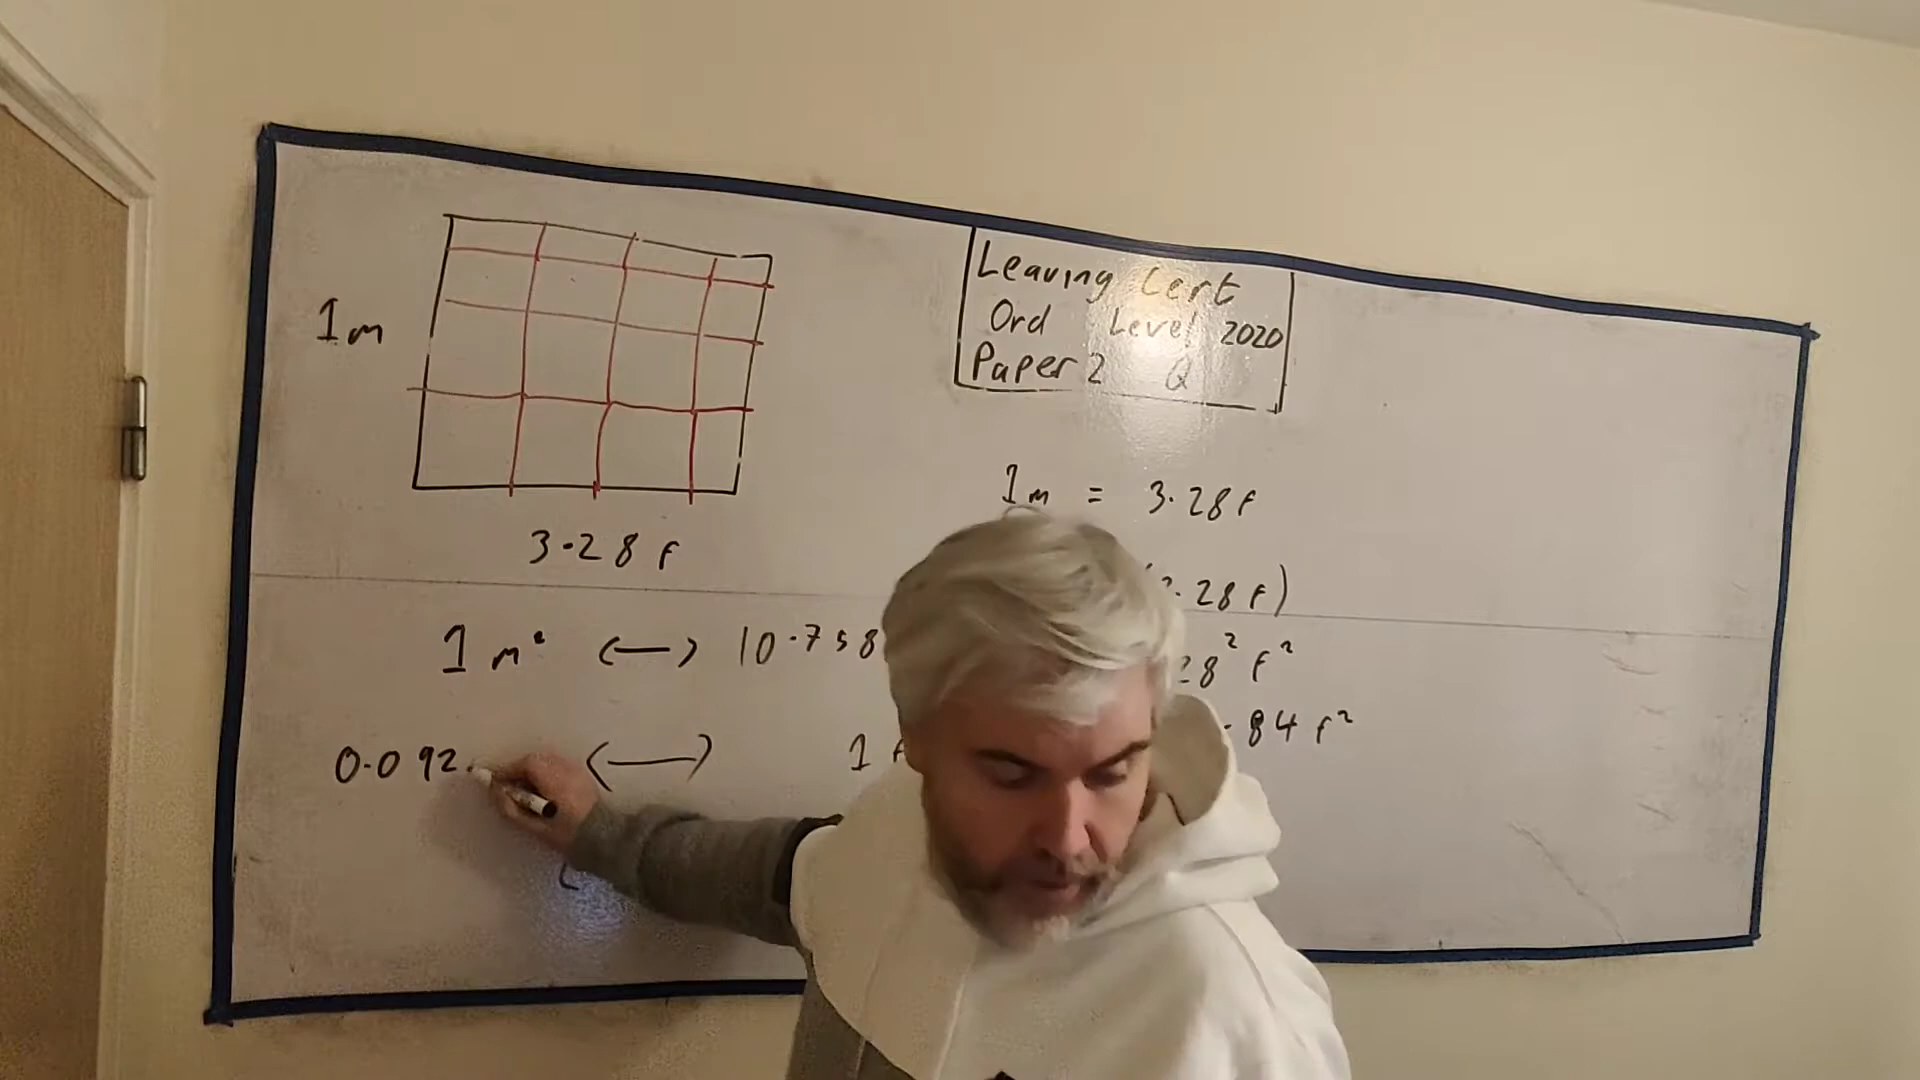 1m
3.28 f
1 m² ⟷ 10.758
0.092. ⟷ 1 f
Leaving Cert
Ord Level 2020
Paper 2 Q
1m = 3.28f
.28 f)
28² f²
.84 f²